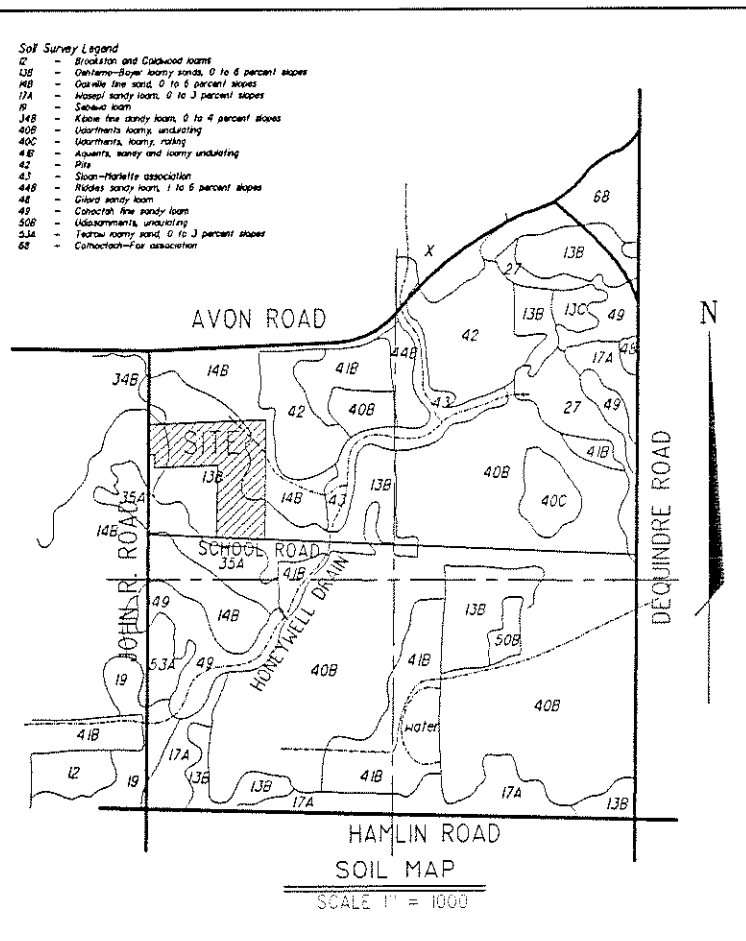 Soil Survey Legend
12 - Brookston and Colwood loams
13B - Oshtemo-Boyer loamy sands, 0 to 6 percent slopes
14B - Oakville fine sand, 0 to 6 percent slopes
17A - Wasepi sandy loam, 0 to 3 percent slopes
19 - Sebewa loam
34B - fine sandy loam, 0 to 4 percent slopes
40B - Udorthents loamy, undulating
40C - Udorthents, loamy, rolling
41B - Aquents, sandy and loamy undulating
42 - Pits
43 - Sloan-Marlette association
44B - Riddles sandy loam, 1 to 6 percent slopes
48 - Gilford sandy loam
49 - Cohoctah fine sandy loam
50B - Udipsamments, undulating
53A - Tedrow loamy sand, 0 to 3 percent slopes
68 - association
68
X
13B
27
N
AVON ROAD
13B
13C
49
42
44B
17A
48
34B
14B
41B
43
49
42
40B
27
SITE
41B
13B
13B
40B
35A
14B
43
40C
14B
SCHOOL ROAD
35A
41B
DEQUINDRE ROAD
JOHN R. ROAD
HONEYWELL DRAIN
49
14B
13B
50B
53A
49
40B
41B
19
40B
Water
41B
17A
13B
12
19
13B
41B
17A
17A
13B
HAMLIN ROAD
SOIL MAP
SCALE 1" = 1000